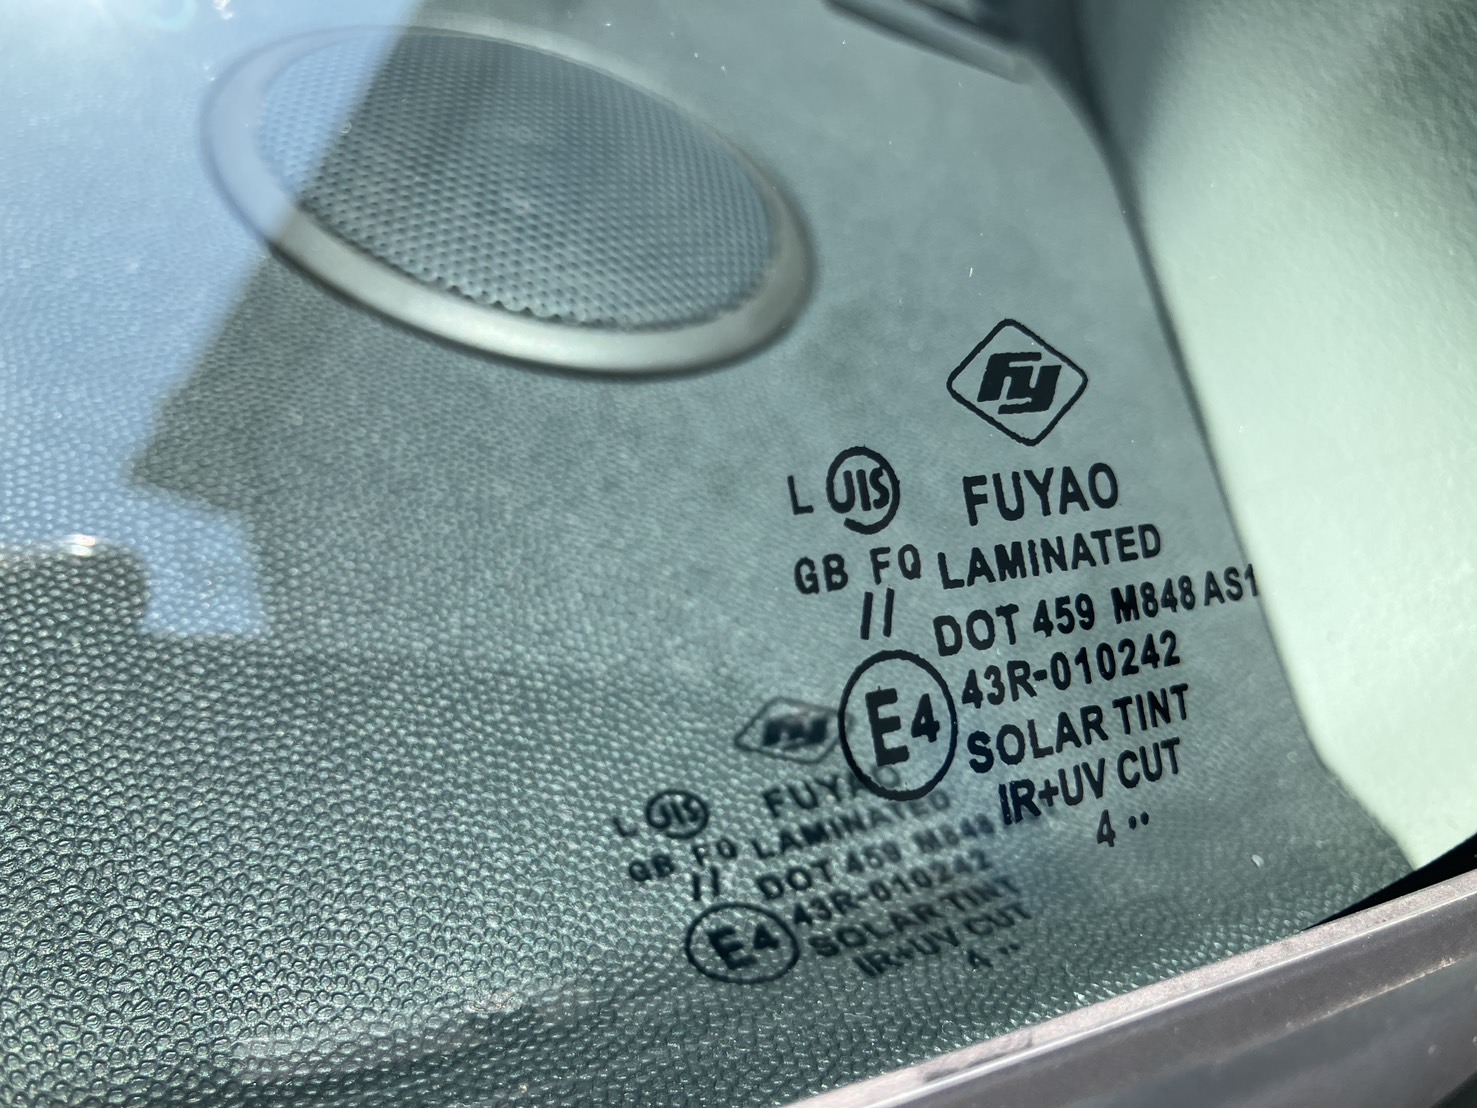 fy
FUYAO
L JIS
LAMINATED
GB FQ
//
DOT 459 M848 AS1
E4
43R-010242
SOLAR TINT
IR+UV CUT
4 ••